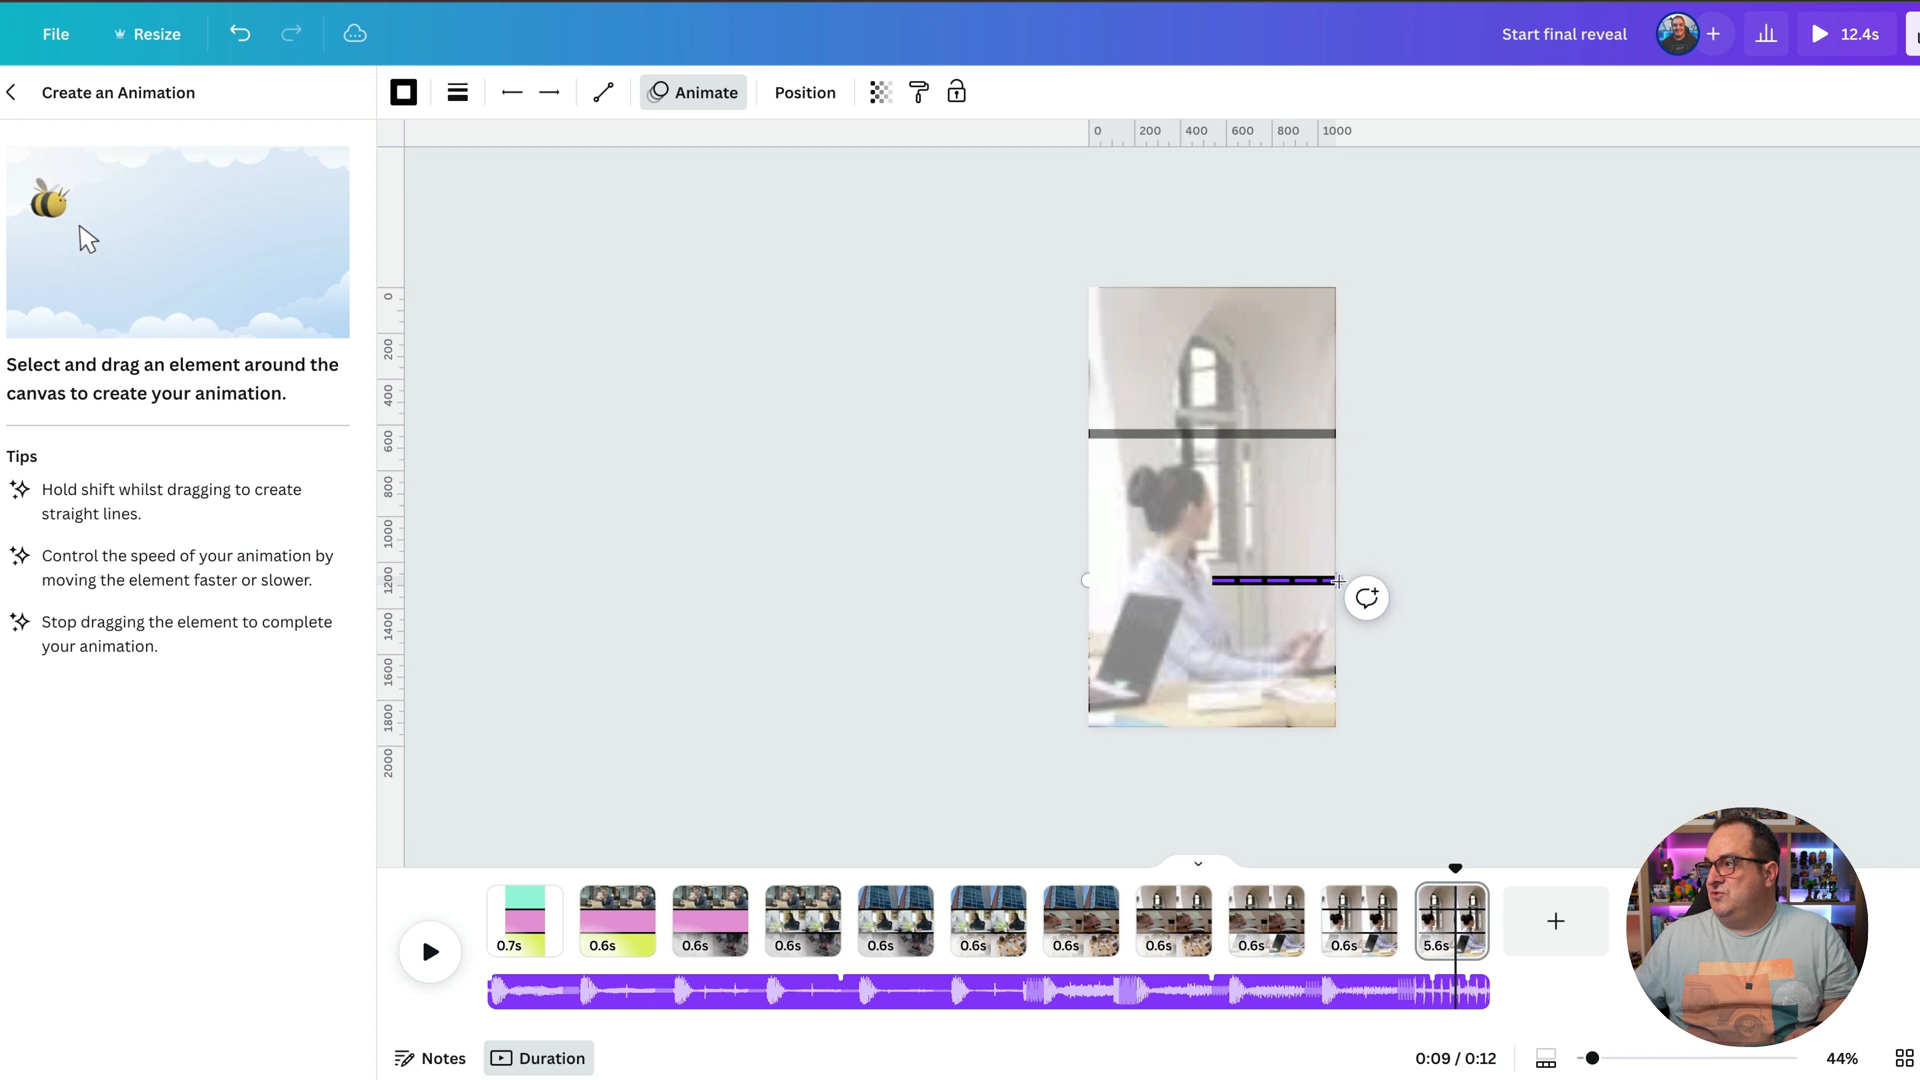 File
Resize
Start final reveal
12.4s
Create an Animation
Animate
Position
0 200 400 600 800 1000
Select and drag an element around the
canvas to create your animation.
Tips
Hold shift whilst dragging to create
straight lines.
Control the speed of your animation by
moving the element faster or slower.
Stop dragging the element to complete
your animation.
0
200
400
600
800
1000
1200
1400
1600
1800
2000
0.7s 0.6s 0.6s 0.6s 0.6s 0.6s 0.6s 0.6s 0.6s 0.6s 5.6s
Notes
Duration
0:09 / 0:12
44%